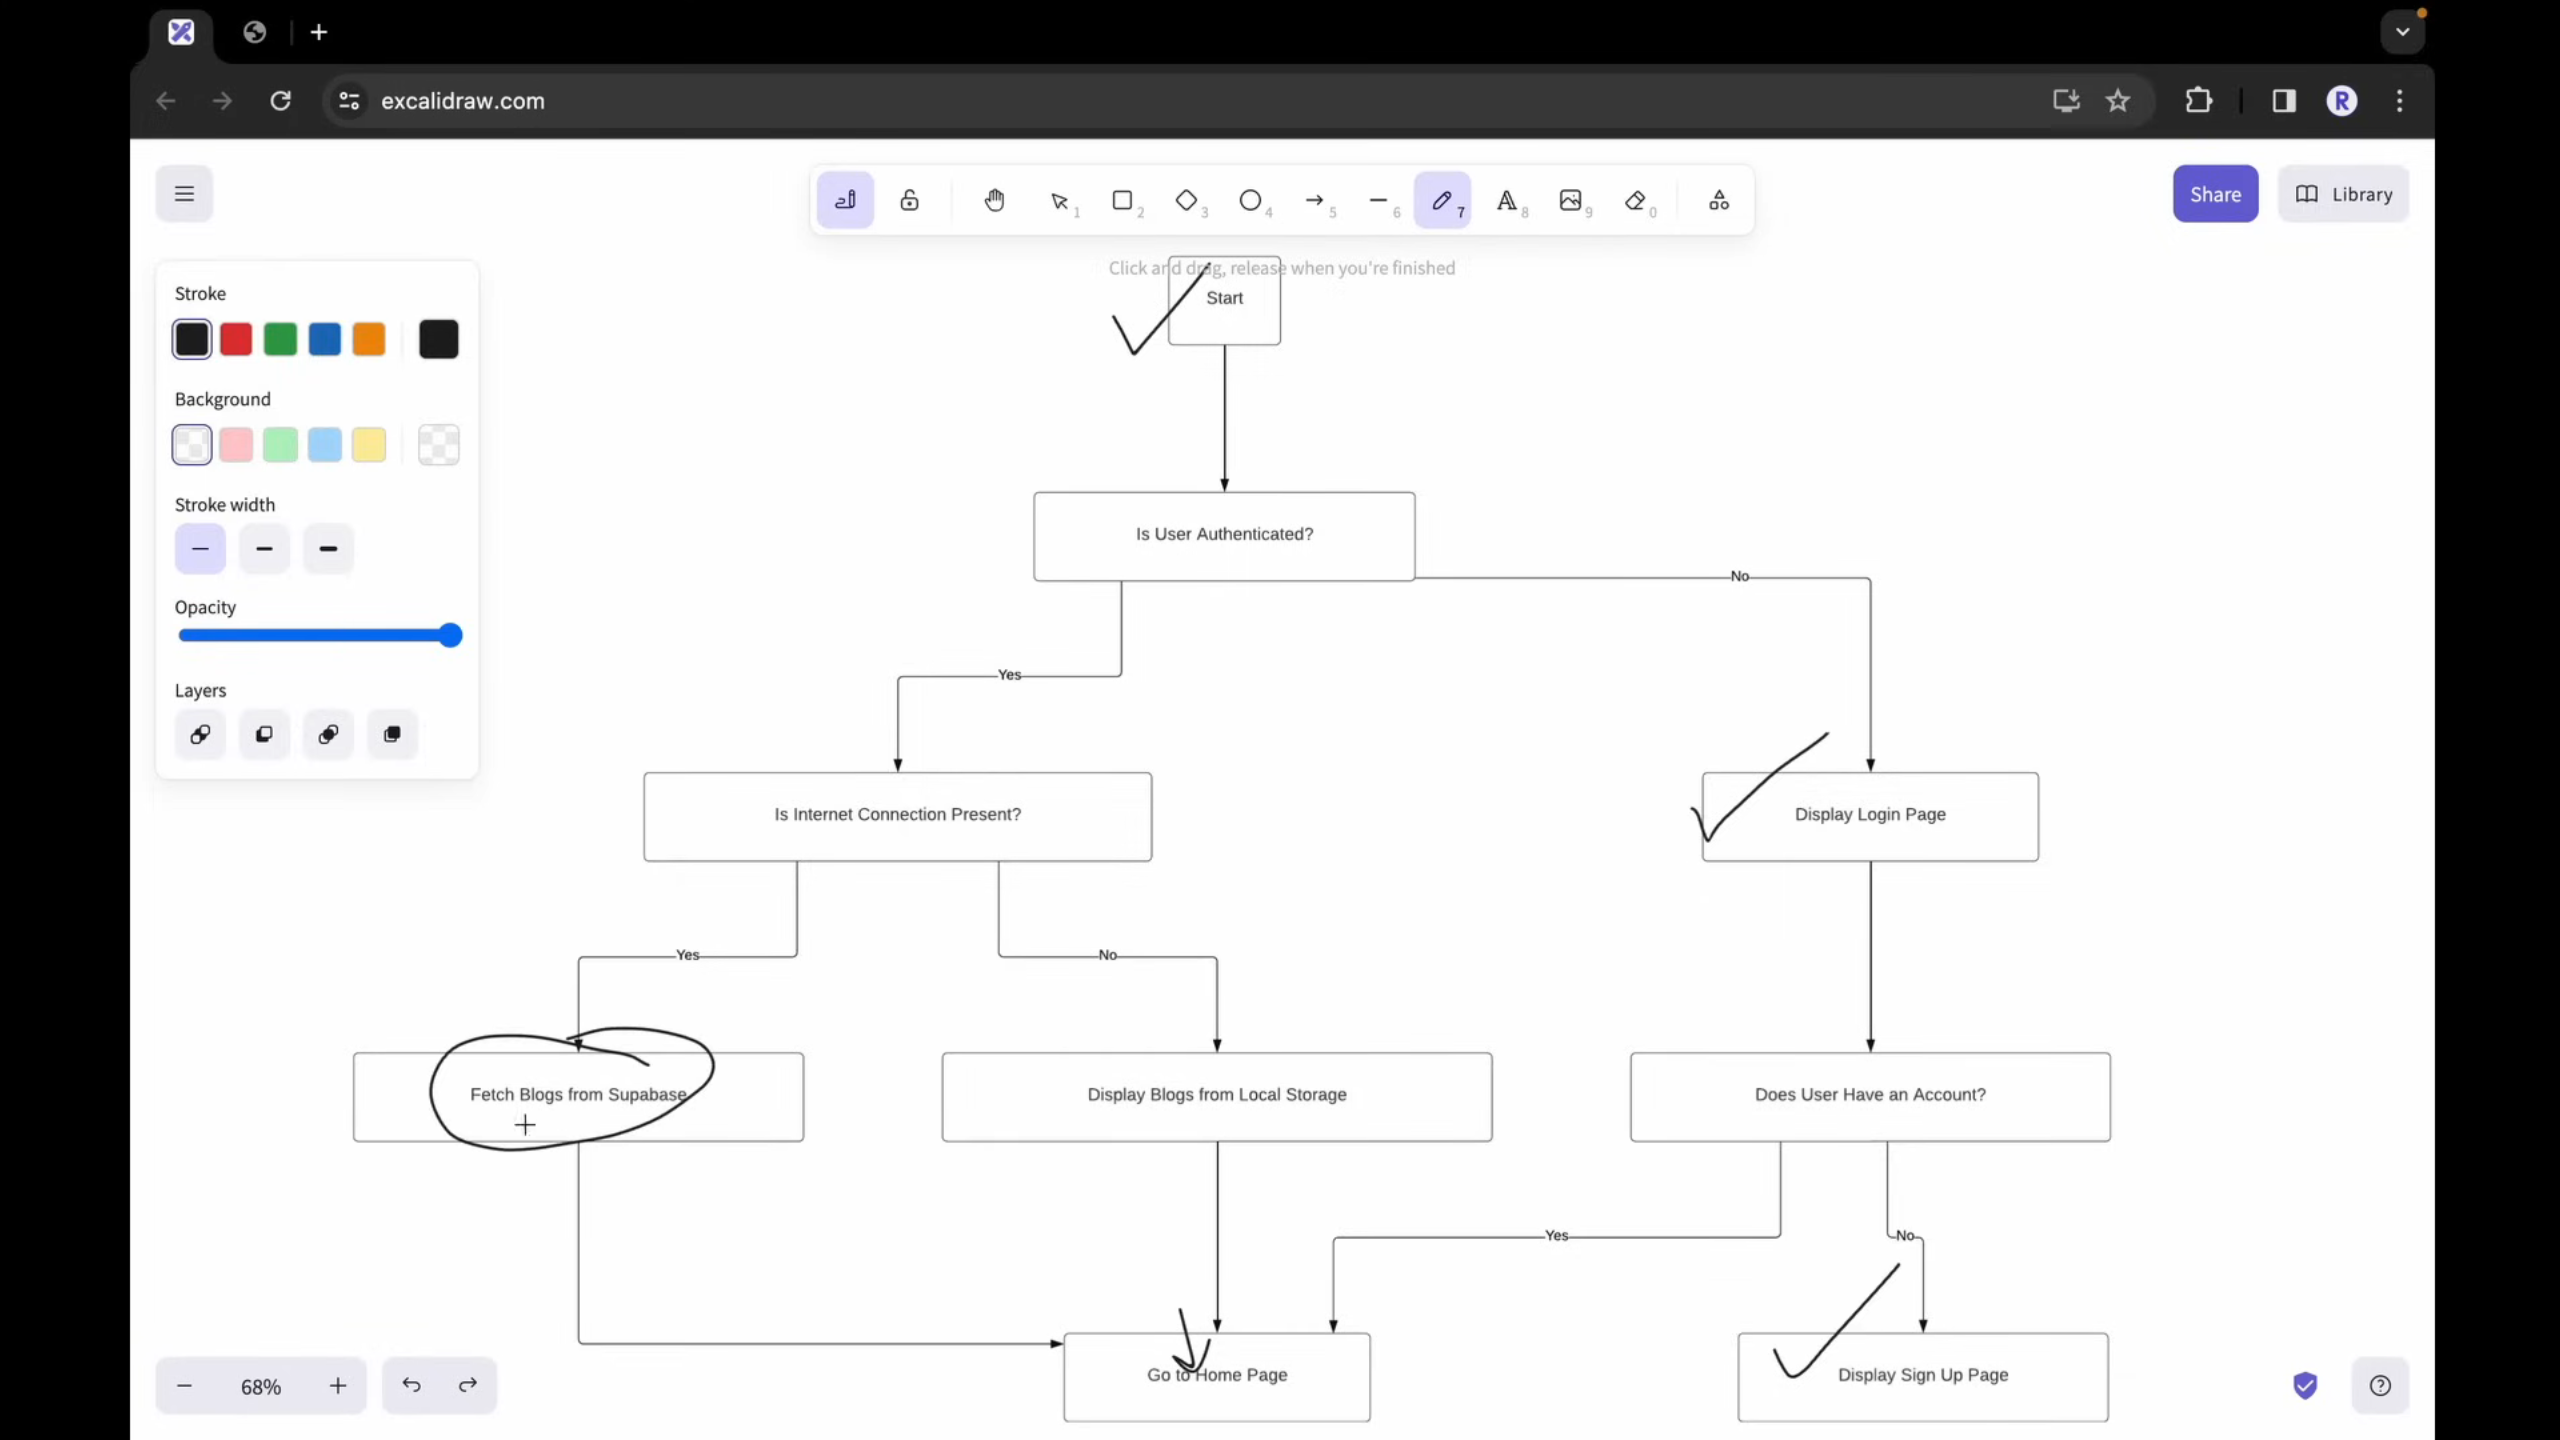 excalidraw.com
R
1
2
3
4
5
6
7
8
9
0
Share
Library
Click and drag, release when you're finished
Stroke
Background
Stroke width
Opacity
Layers
Start
Is User Authenticated?
No
Yes
Is Internet Connection Present?
Display Login Page
Yes
No
Fetch Blogs from Supabase
Display Blogs from Local Storage
Does User Have an Account?
Yes
No
Go to Home Page
Display Sign Up Page
68%